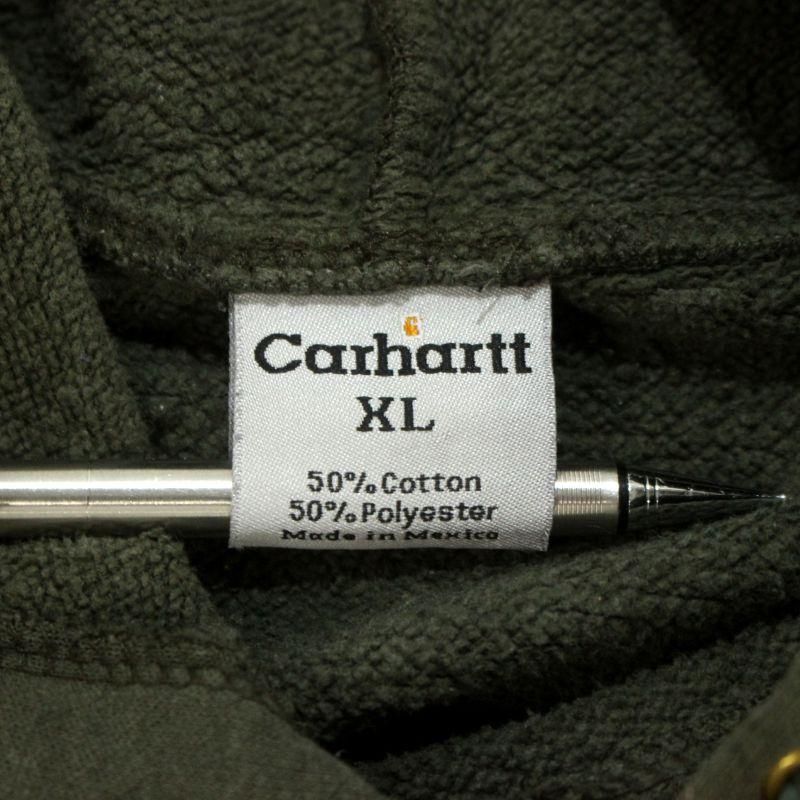 Carhartt
XL
50% Cotton
50% Polyester
Made in Mexico